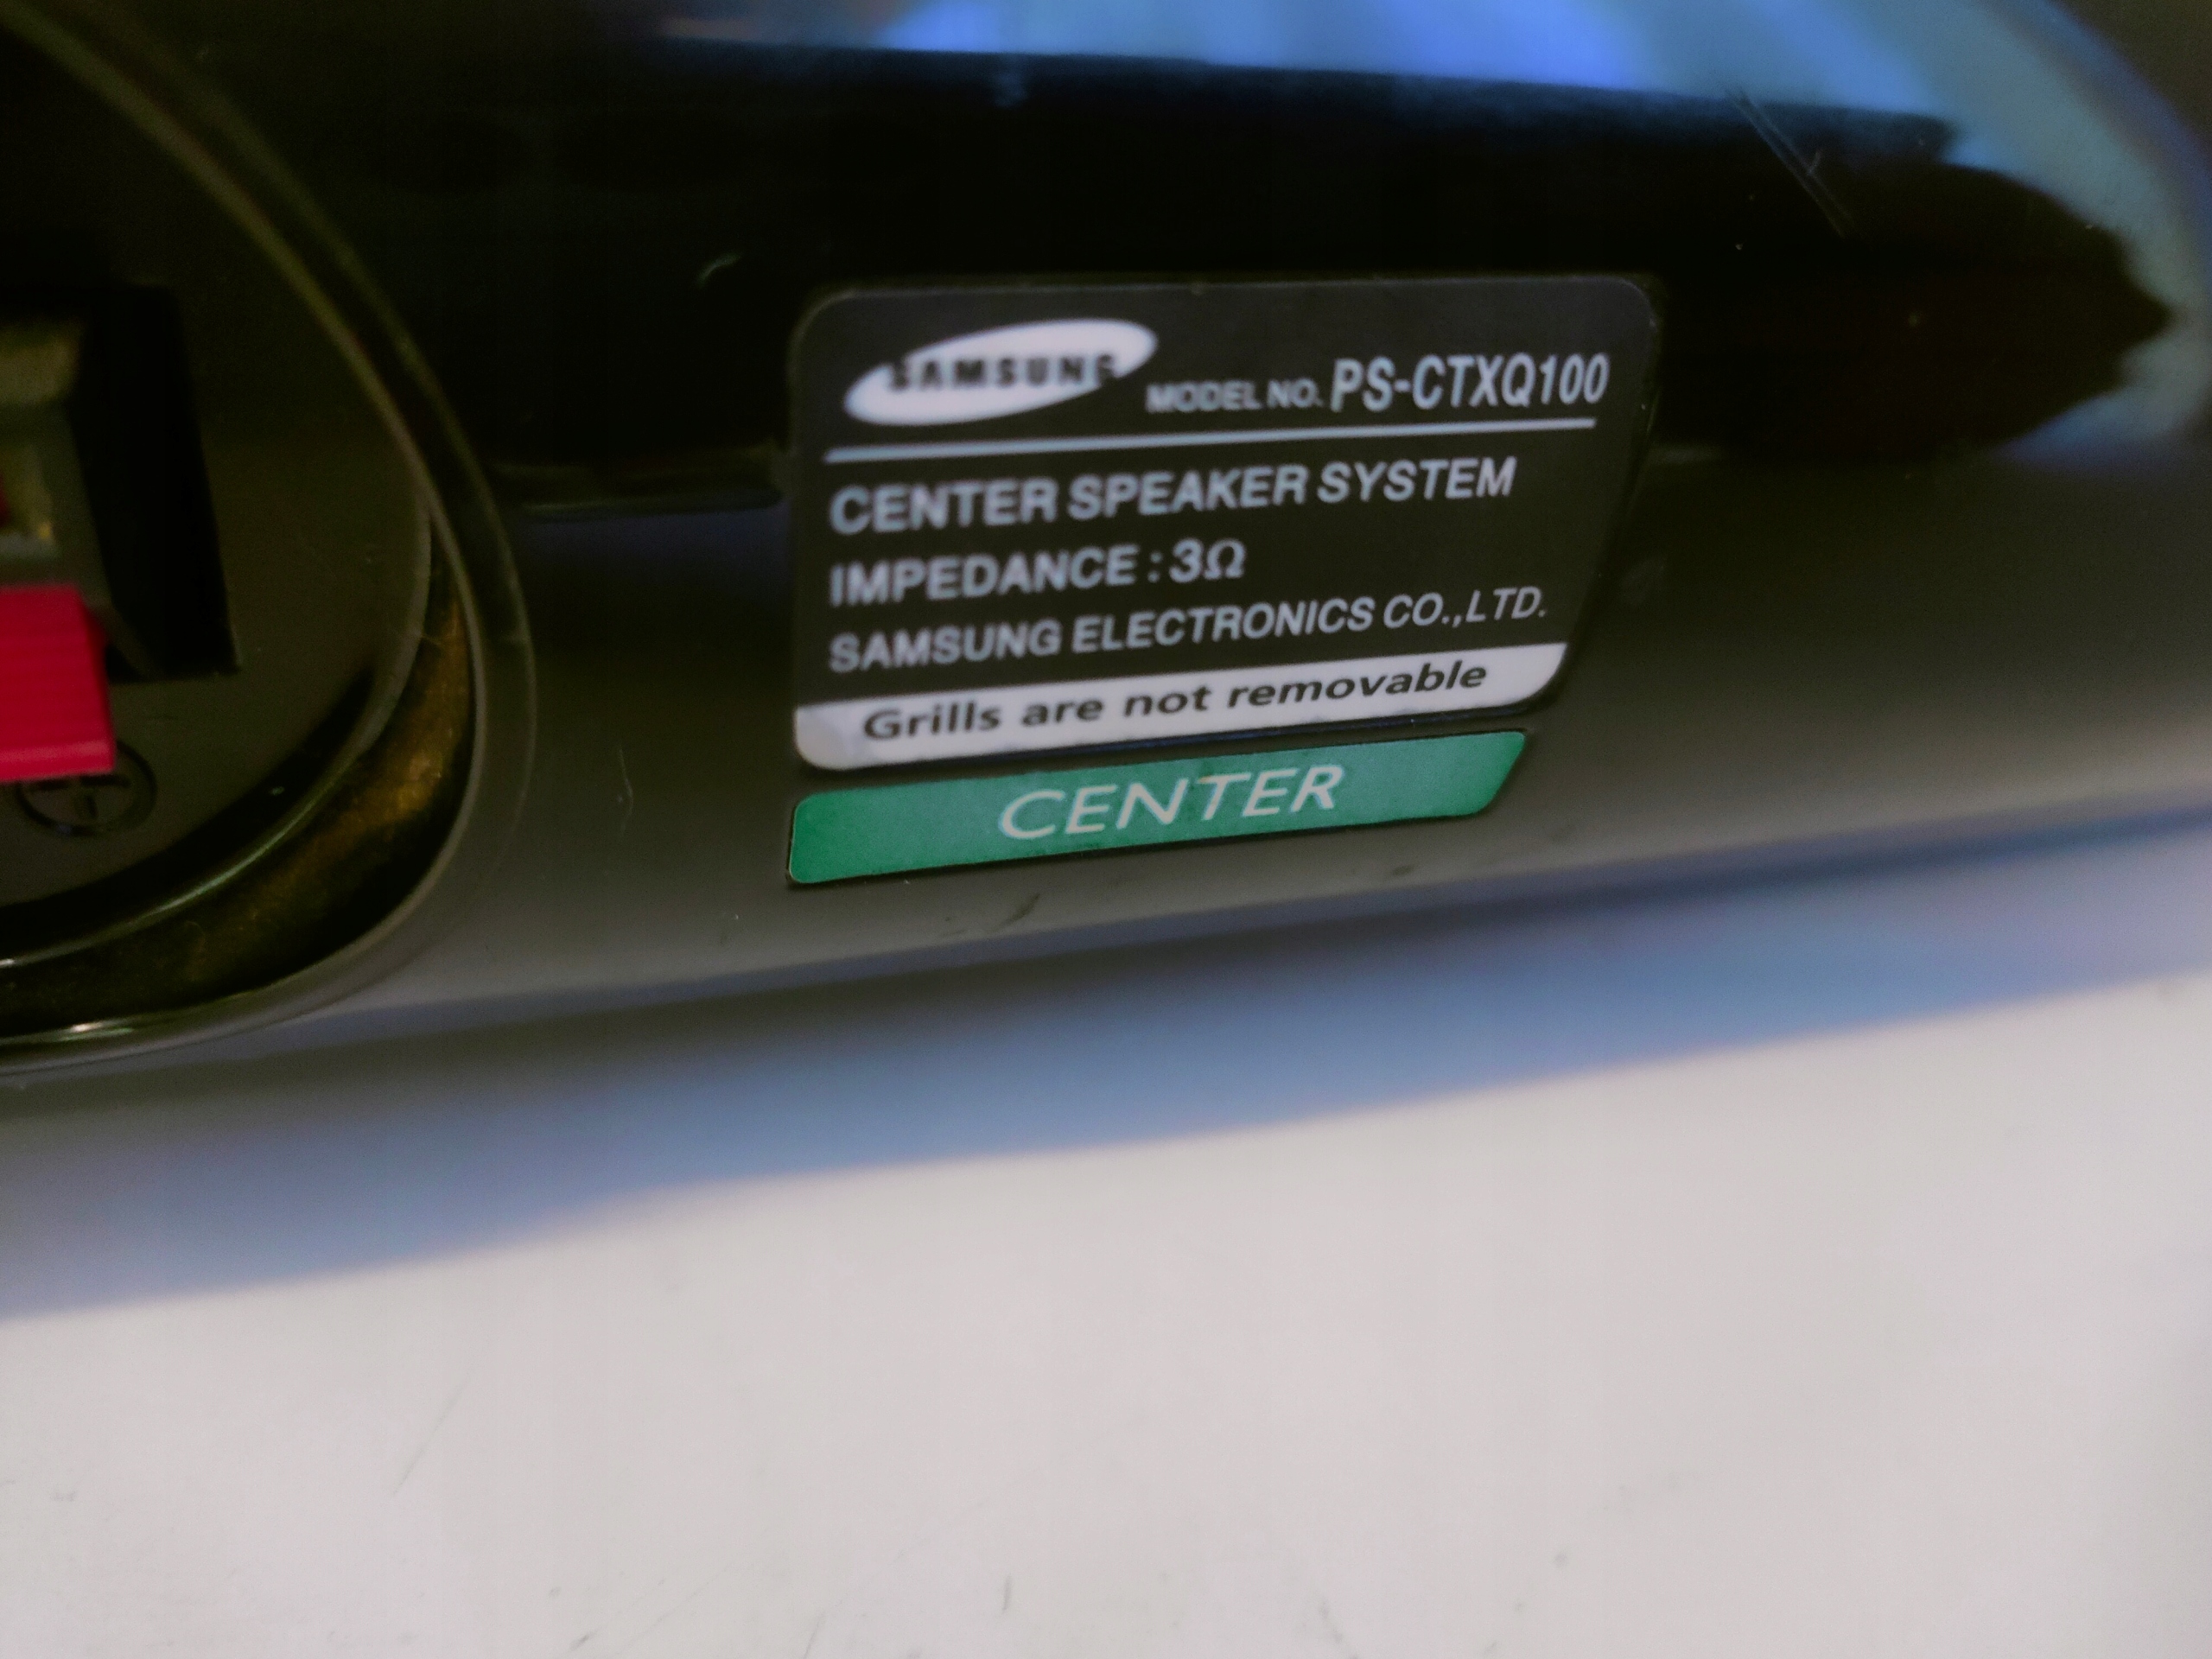 SAMSUNG MODEL NO. PS-CTXQ100
CENTER SPEAKER SYSTEM
IMPEDANCE : 3Ω
SAMSUNG ELECTRONICS CO.,LTD.
Grills are not removable
CENTER